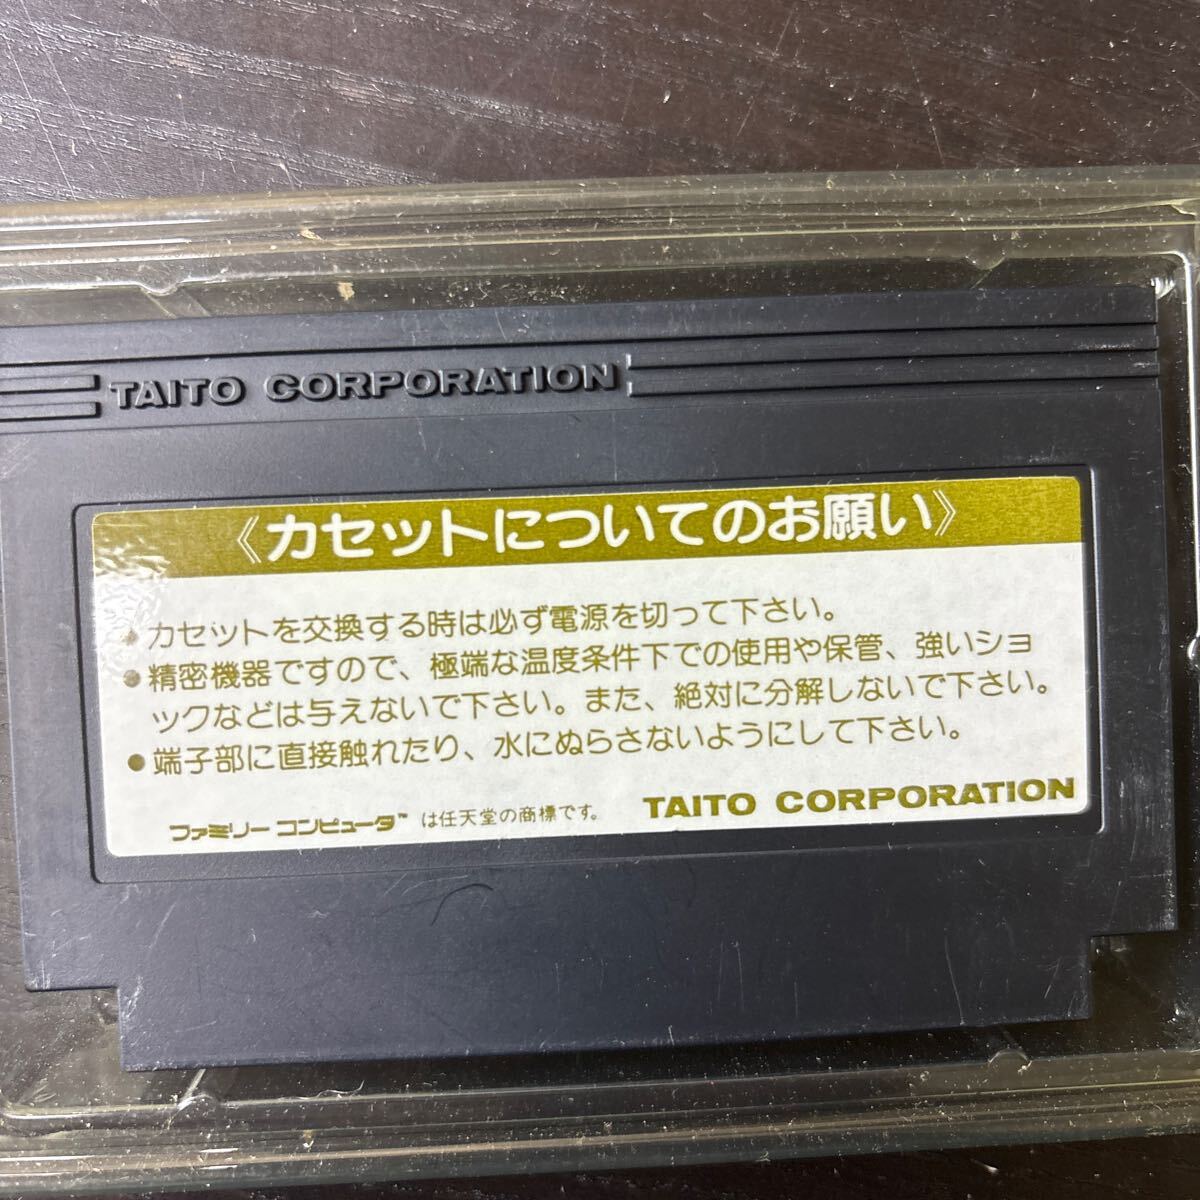 TAITO CORPORATION
《カセットについてのお願い》
● カセットを交換する時は必ず電源を切って下さい。
● 精密機器ですので、極端な温度条件下での使用や保管、強いショ
ックなどは与えないで下さい。また、絶対に分解しないで下さい。
● 端子部に直接触れたり、水にぬらさないようにして下さい。
ファミリーコンピュータ™ は任天堂の商標です。 TAITO CORPORATION